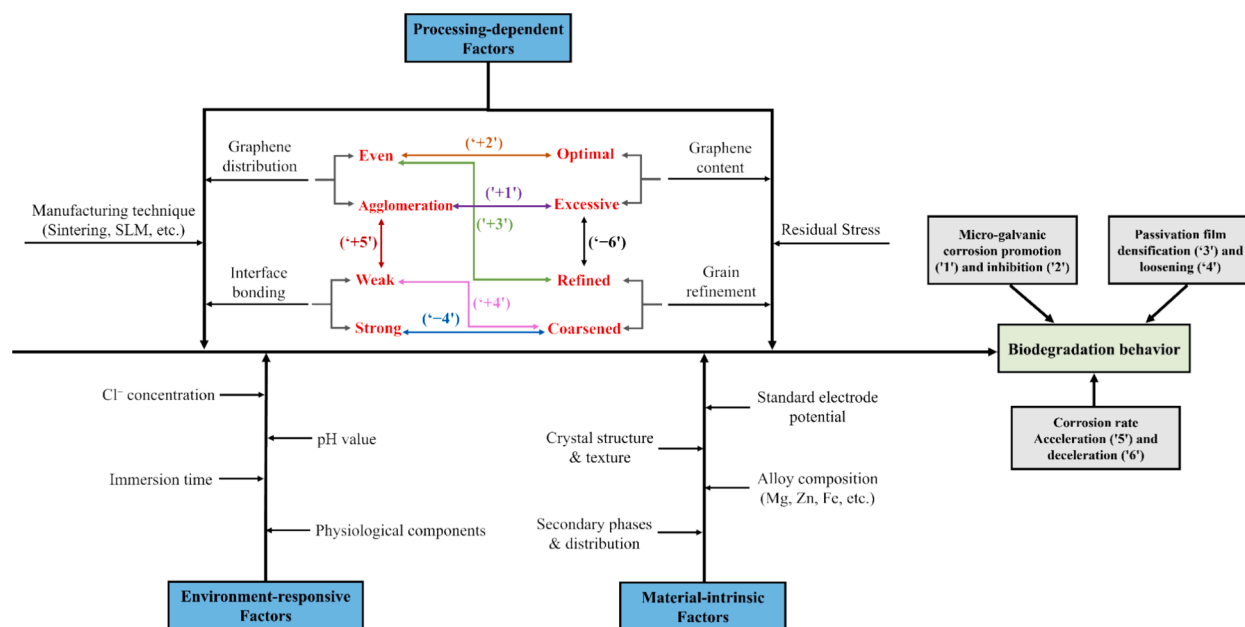 Processing-dependent
Factors
Graphene
distribution
Even
('+2')
Optimal
Graphene
content
Agglomeration
('+1')
Excessive
Manufacturing technique
(Sintering, SLM, etc.)
('+5')
('+3')
('−6')
Residual Stress
Interface
bonding
Weak
('+4')
Refined
Grain
refinement
Strong
('−4')
Coarsened
Micro-galvanic
corrosion promotion
('1') and inhibition ('2')
Passivation film
densification ('3') and
loosening ('4')
Biodegradation behavior
Corrosion rate
Acceleration ('5') and
deceleration ('6')
Cl⁻ concentration
pH value
Immersion time
Physiological components
Environment-responsive
Factors
Standard electrode
potential
Crystal structure
& texture
Alloy composition
(Mg, Zn, Fe, etc.)
Secondary phases
& distribution
Material-intrinsic
Factors